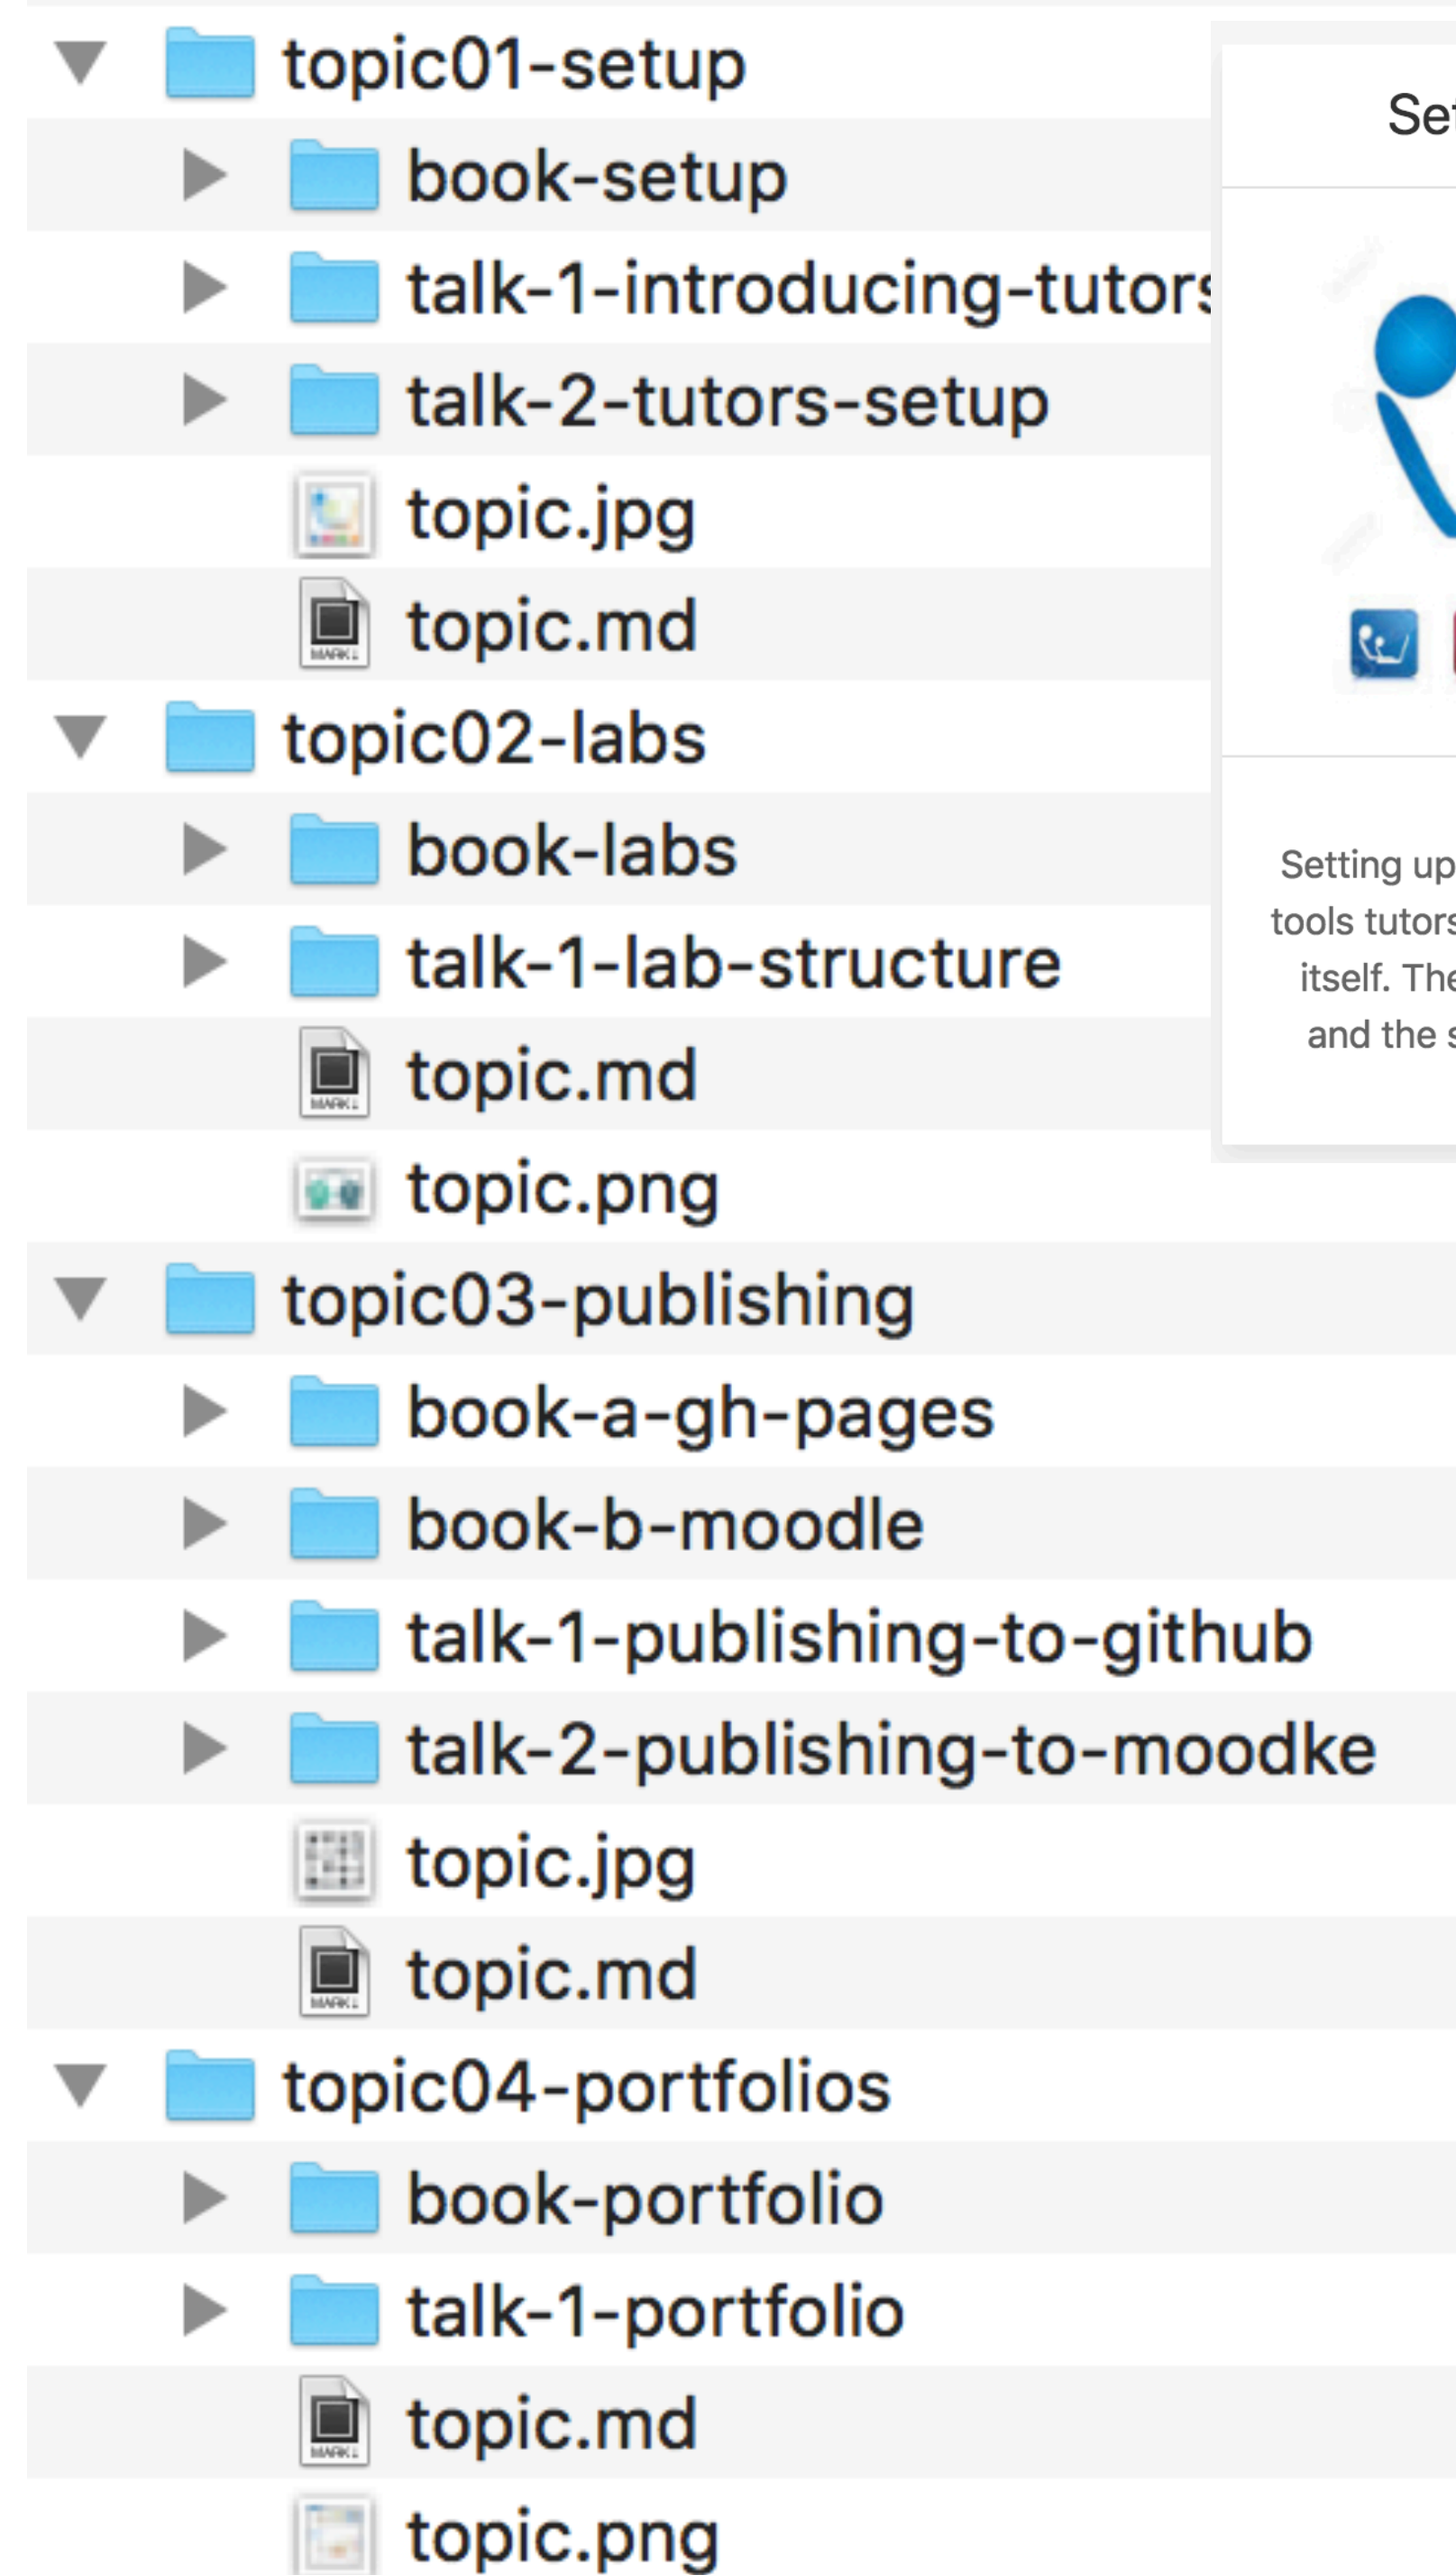 topic01-setup
book-setup
talk-1-introducing-tutors
talk-2-tutors-setup
topic.jpg
topic.md
topic02-labs
book-labs
talk-1-lab-structure
topic.md
topic.png
topic03-publishing
book-a-gh-pages
book-b-moodle
talk-1-publishing-to-github
talk-2-publishing-to-moodke
topic.jpg
topic.md
topic04-portfolios
book-portfolio
talk-1-portfolio
topic.md
topic.png
Setting up
tools tutors
itself. The
and the